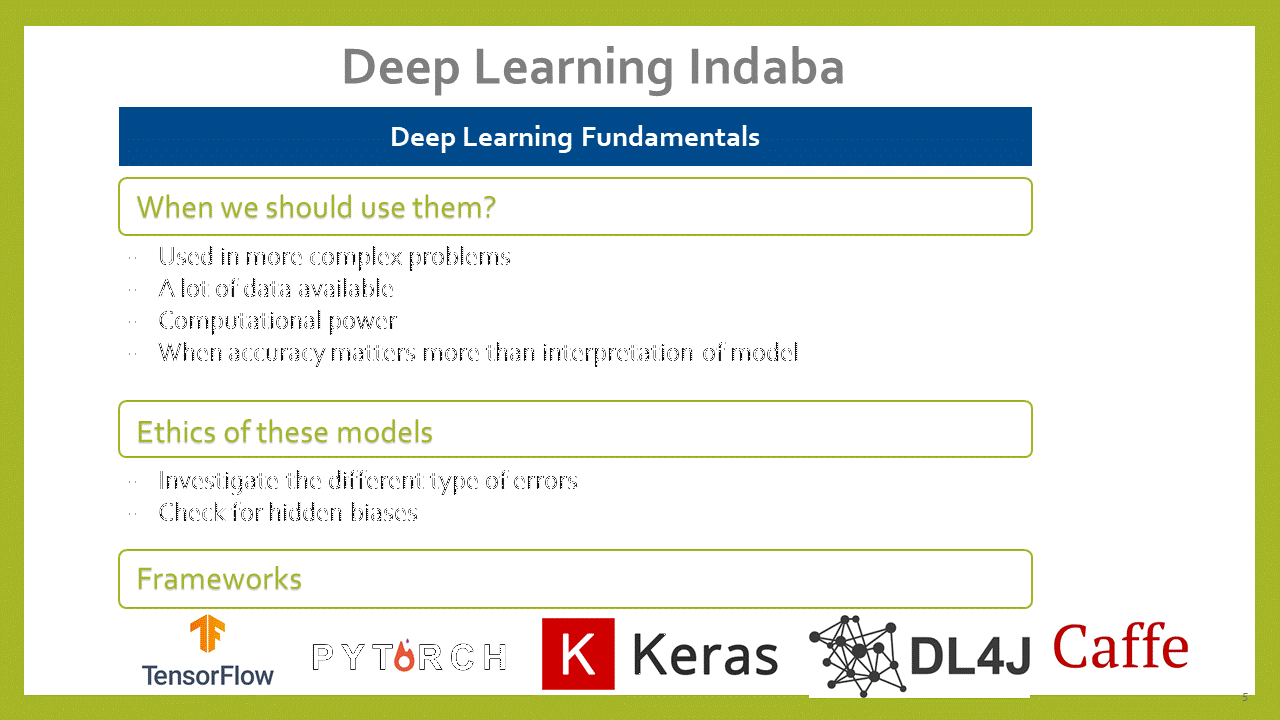 Deep Learning Indaba
Deep Learning Fundamentals
When we should use them?
- Used in more complex problems
- A lot of data available
- Computational power
- When accuracy matters more than interpretation of model
Ethics of these models
- Investigate the different type of errors
- Check for hidden biases
Frameworks
TensorFlow PYTORCH K Keras DL4J Caffe
5